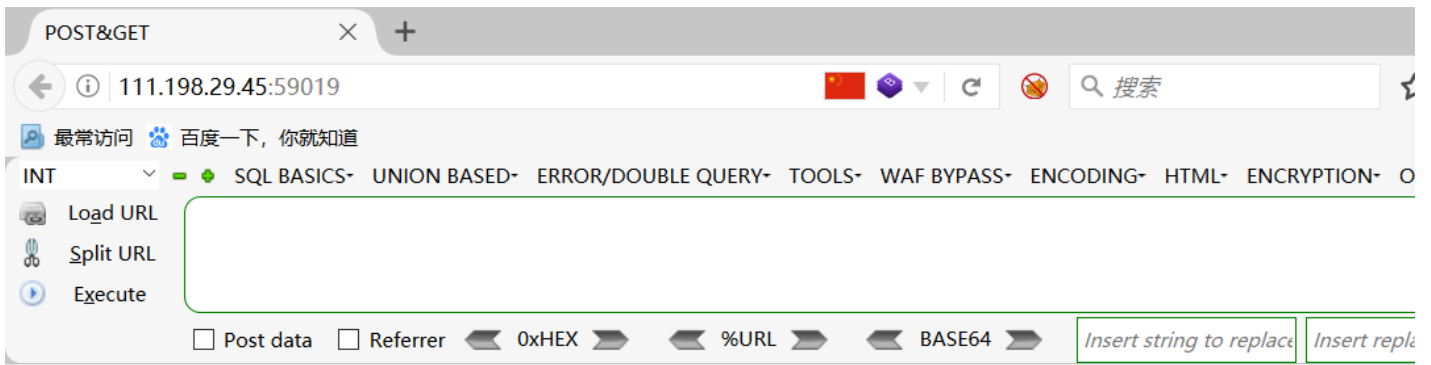 POST&GET
111.198.29.45:59019 搜索
最常访问 百度一下，你就知道
INT SQL BASICS- UNION BASED- ERROR/DOUBLE QUERY- TOOLS- WAF BYPASS- ENCODING- HTML- ENCRYPTION- O
Load URL
Split URL
Execute
Post data Referrer 0xHEX %URL BASE64 Insert string to replace Insert repla